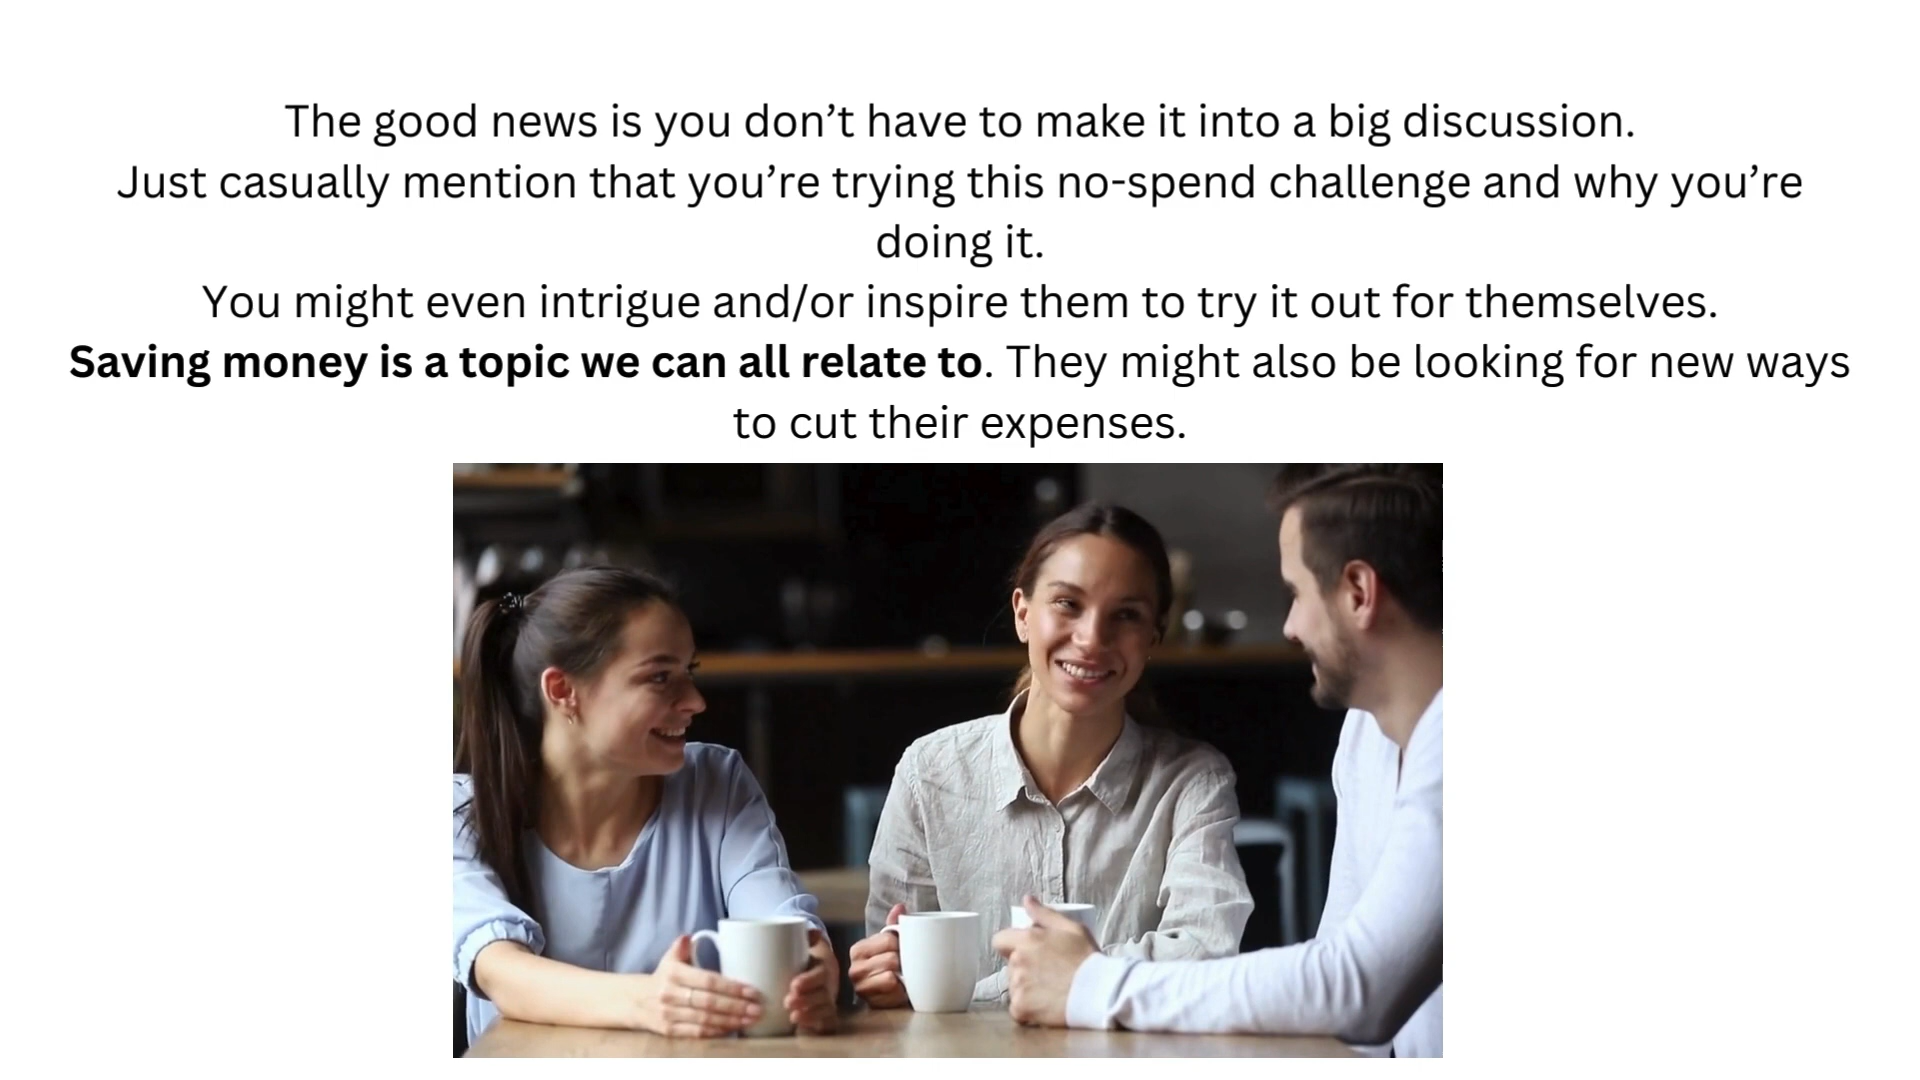 The good news is you don’t have to make it into a big discussion.
Just casually mention that you’re trying this no-spend challenge and why you’re
doing it.
You might even intrigue and/or inspire them to try it out for themselves.
Saving money is a topic we can all relate to. They might also be looking for new ways
to cut their expenses.